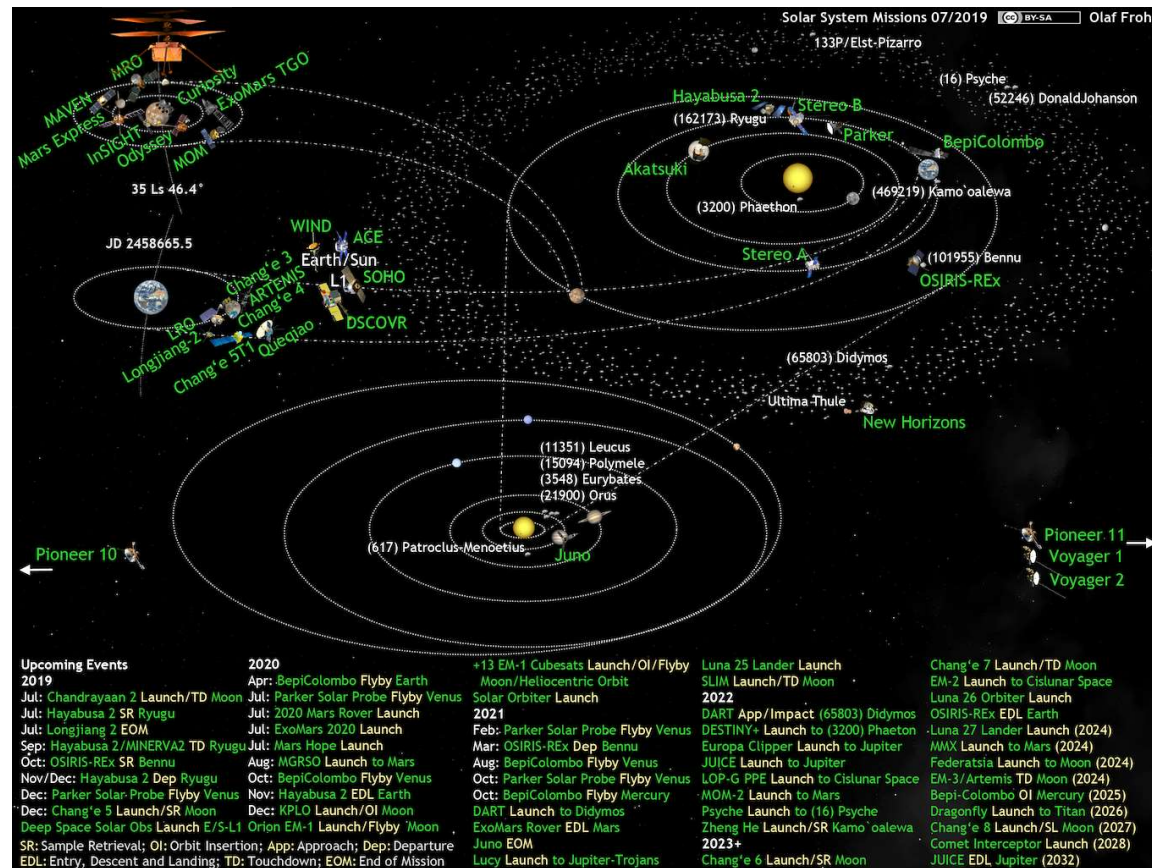 Solar System Missions 07/2019 CC BY-SA Olaf Froh
133P/Elst-Pizarro
(16) Psyche
(52246) DonaldJohanson
MRO
Curiosity
ExoMars TGO
MAVEN
Mars Express
InSIGHT
Odyssey
MOM
35 Ls 46.4°
JD 2458665.5
Hayabusa 2
(162173) Ryugu
Stereo B
Parker
BepiColombo
Akatsuki
(469219) Kamo`oalewa
(3200) Phaethon
Stereo A
(101955) Bennu
OSIRIS-REx
WIND
ACE
Earth/Sun
L1
SOHO
DSCOVR
Chang‘e 3
ARTEMIS
Chang‘e 4
LRO
Longjiang-2
Chang‘e 5T1
Queqiao
(65803) Didymos
Ultima Thule
New Horizons
(11351) Leucus
(15094) Polymele
(3548) Eurybates
(21900) Orus
(617) Patroclus-Menoetius
Juno
Pioneer 10
Pioneer 11
Voyager 1
Voyager 2
Upcoming Events
2019
Jul: Chandrayaan 2 Launch/TD Moon
Jul: Hayabusa 2 SR Ryugu
Jul: Longjiang 2 EOM
Sep: Hayabusa 2/MINERVA2 TD Ryugu
Oct: OSIRIS-REx SR Bennu
Nov/Dec: Hayabusa 2 Dep Ryugu
Dec: Parker Solar Probe Flyby Venus
Dec: Chang‘e 5 Launch/SR Moon
Deep Space Solar Obs Launch E/S-L1
SR: Sample Retrieval; OI: Orbit Insertion; App: Approach; Dep: Departure
EDL: Entry, Descent and Landing; TD: Touchdown; EOM: End of Mission
2020
Apr: BepiColombo Flyby Earth
Jul: Parker Solar Probe Flyby Venus
Jul: 2020 Mars Rover Launch
Jul: ExoMars 2020 Launch
Jul: Mars Hope Launch
Aug: MGRSO Launch to Mars
Oct: BepiColombo Flyby Venus
Nov: Hayabusa 2 EDL Earth
Dec: KPLO Launch/OI Moon
Orion EM-1 Launch/Flyby Moon
+13 EM-1 Cubesats Launch/OI/Flyby
Moon/Heliocentric Orbit
Solar Orbiter Launch
2021
Feb: Parker Solar Probe Flyby Venus
Mar: OSIRIS-REx Dep Bennu
Aug: BepiColombo Flyby Venus
Oct: Parker Solar Probe Flyby Venus
Oct: BepiColombo Flyby Mercury
DART Launch to Didymos
ExoMars Rover EDL Mars
Juno EOM
Lucy Launch to Jupiter-Trojans
Luna 25 Lander Launch
SLIM Launch/TD Moon
2022
DART App/Impact (65803) Didymos
DESTINY+ Launch to (3200) Phaeton
Europa Clipper Launch to Jupiter
JUICE Launch to Jupiter
LOP-G PPE Launch to Cislunar Space
MOM-2 Launch to Mars
Psyche Launch to (16) Psyche
Zheng He Launch/SR Kamo`oalewa
2023+
Chang‘e 6 Launch/SR Moon
Chang‘e 7 Launch/TD Moon
EM-2 Launch to Cislunar Space
Luna 26 Orbiter Launch
OSIRIS-REx EDL Earth
Luna 27 Lander Launch (2024)
MMX Launch to Mars (2024)
Federatsia Launch to Moon (2024)
EM-3/Artemis TD Moon (2024)
Bepi-Colombo OI Mercury (2025)
Dragonfly Launch to Titan (2026)
Chang‘e 8 Launch/SL Moon (2027)
Comet Interceptor Launch (2028)
JUICE EDL Jupiter (2032)